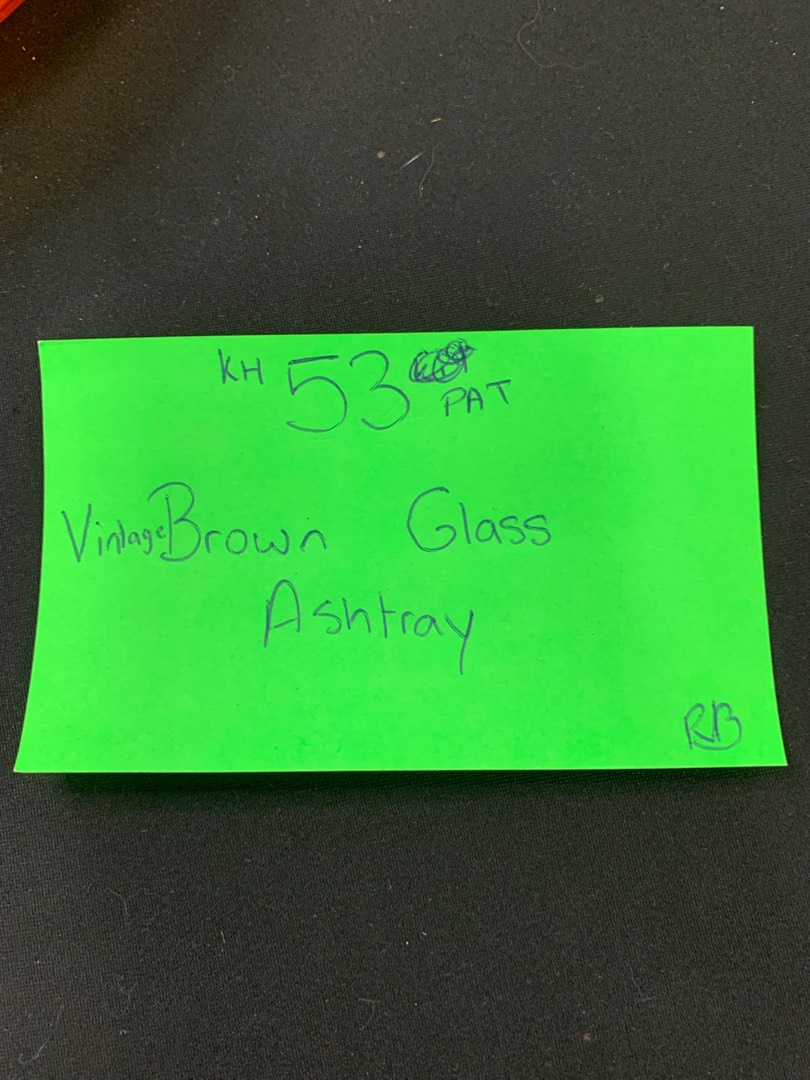 KH 53 PAT
Vintage Brown Glass
Ashtray
RB